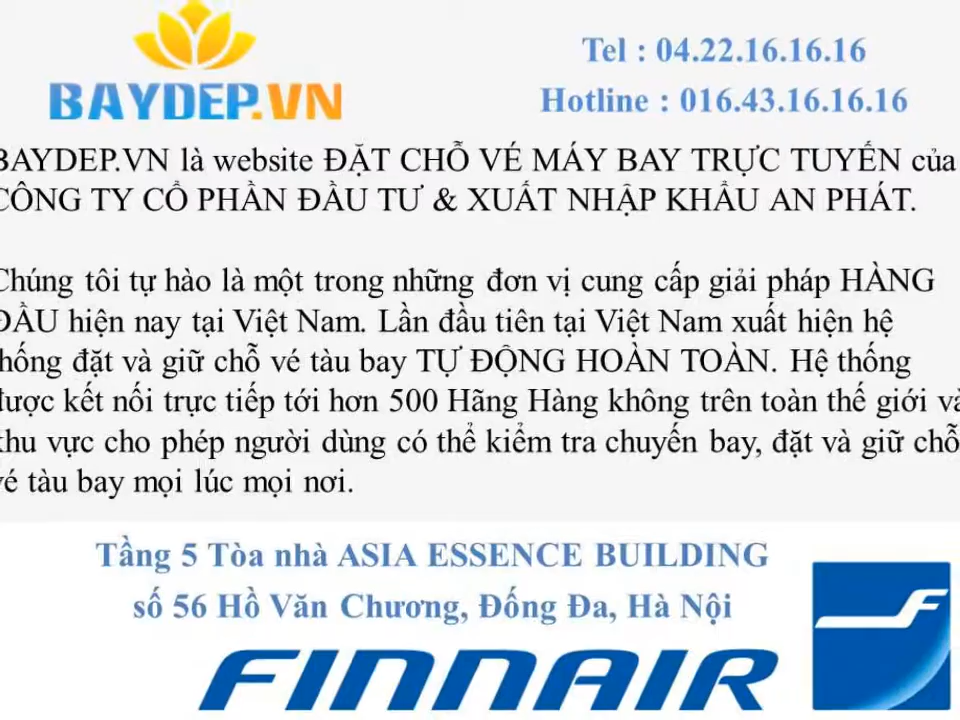 BAYDEP.VN
Tel : 04.22.16.16.16
Hotline : 016.43.16.16.16
BAYDEP.VN là website ĐẶT CHỖ VÉ MÁY BAY TRỰC TUYẾN của
CÔNG TY CỔ PHẦN ĐẦU TƯ & XUẤT NHẬP KHẨU AN PHÁT.
Chúng tôi tự hào là một trong những đơn vị cung cấp giải pháp HÀNG
ĐẦU hiện nay tại Việt Nam. Lần đầu tiên tại Việt Nam xuất hiện hệ
thống đặt và giữ chỗ vé tàu bay TỰ ĐỘNG HOÀN TOÀN. Hệ thống
được kết nối trực tiếp tới hơn 500 Hãng Hàng không trên toàn thế giới và
khu vực cho phép người dùng có thể kiểm tra chuyến bay, đặt và giữ chỗ
vé tàu bay mọi lúc mọi nơi.
Tầng 5 Tòa nhà ASIA ESSENCE BUILDING
số 56 Hồ Văn Chương, Đống Đa, Hà Nội
FINNAIR